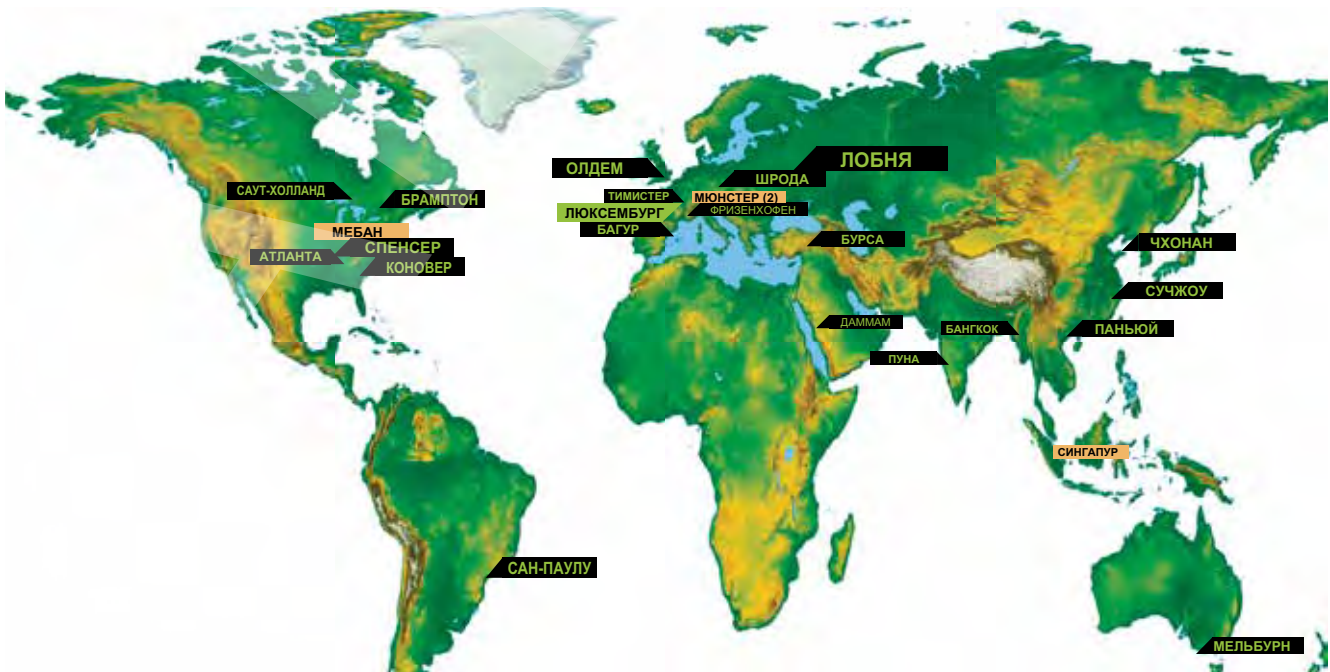 ЛОБНЯ
ОЛДЕМ
ШРОДА
САУТ-ХОЛЛАНД
БРАМПТОН
ТИМИСТЕР
МЮНСТЕР (2)
ЛЮКСЕМБУРГ
ФРИЗЕНХОФЕН
БАГУР
МЕБАН
СПЕНСЕР
АТЛАНТА
КОНОВЕР
БУРСА
ЧХОНАН
СУЧЖОУ
ДАММАМ
БАНГКОК
ПАНЬЮЙ
ПУНА
СИНГАПУР
САН-ПАУЛУ
МЕЛЬБУРН